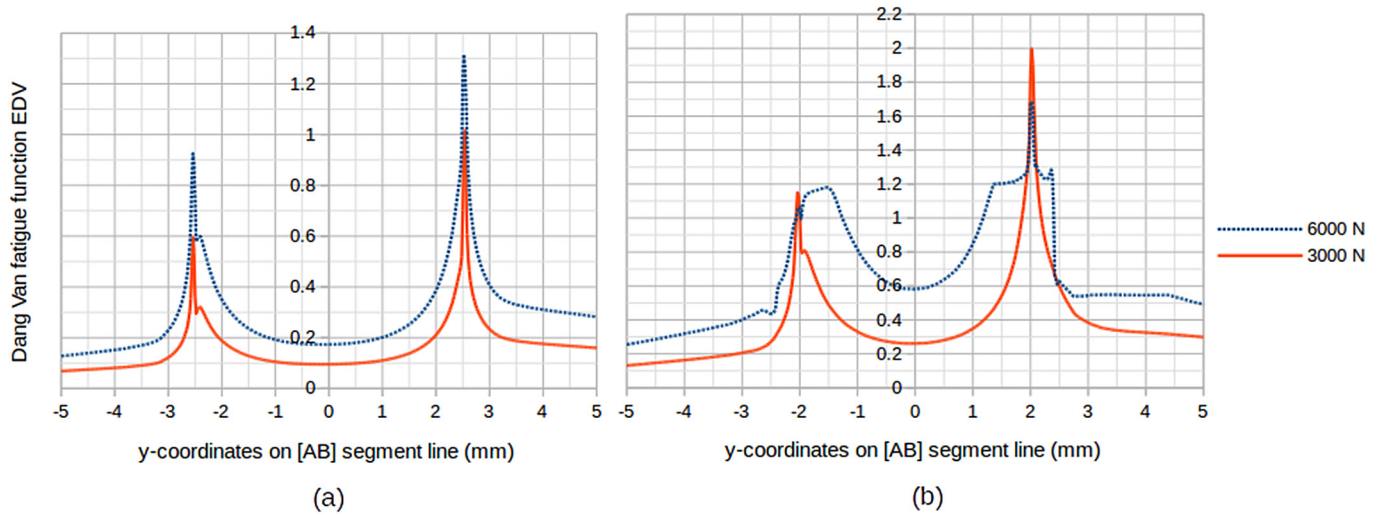 Dang Van fatigue function EDV
1.4
1.2
1
0.8
0.6
0.4
0.2
0
-5 -4 -3 -2 -1 0 1 2 3 4 5
y-coordinates on [AB] segment line (mm)
(a)
2.2
2
1.8
1.6
1.4
1.2
1
0.8
0.6
0.4
0.2
0
-5 -4 -3 -2 -1 0 1 2 3 4 5
y-coordinates on [AB] segment line (mm)
(b)
6000 N
3000 N